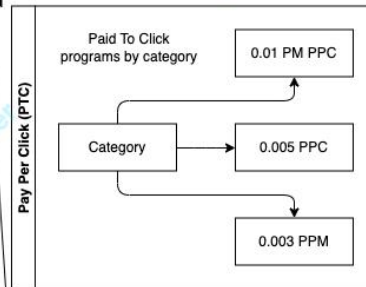 Pay Per Click (PTC)
Paid To Click
programs by category
0.01 PM PPC
Category
0.005 PPC
0.003 PPM